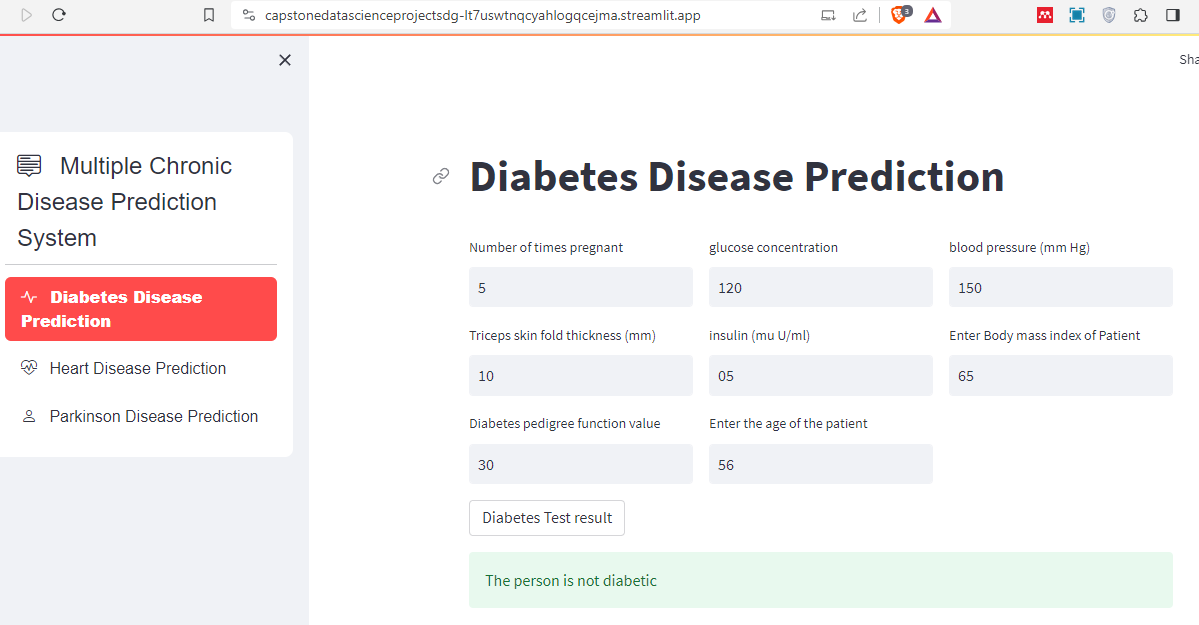 capstonedatascienceprojectsdg-lt7uswtnqcyahlogqcejma.streamlit.app
3
Sha
Multiple Chronic
Disease Prediction
System
Diabetes Disease
Prediction
Heart Disease Prediction
Parkinson Disease Prediction
Diabetes Disease Prediction
Number of times pregnant
glucose concentration
blood pressure (mm Hg)
5
120
150
Triceps skin fold thickness (mm)
insulin (mu U/ml)
Enter Body mass index of Patient
10
05
65
Diabetes pedigree function value
Enter the age of the patient
30
56
Diabetes Test result
The person is not diabetic